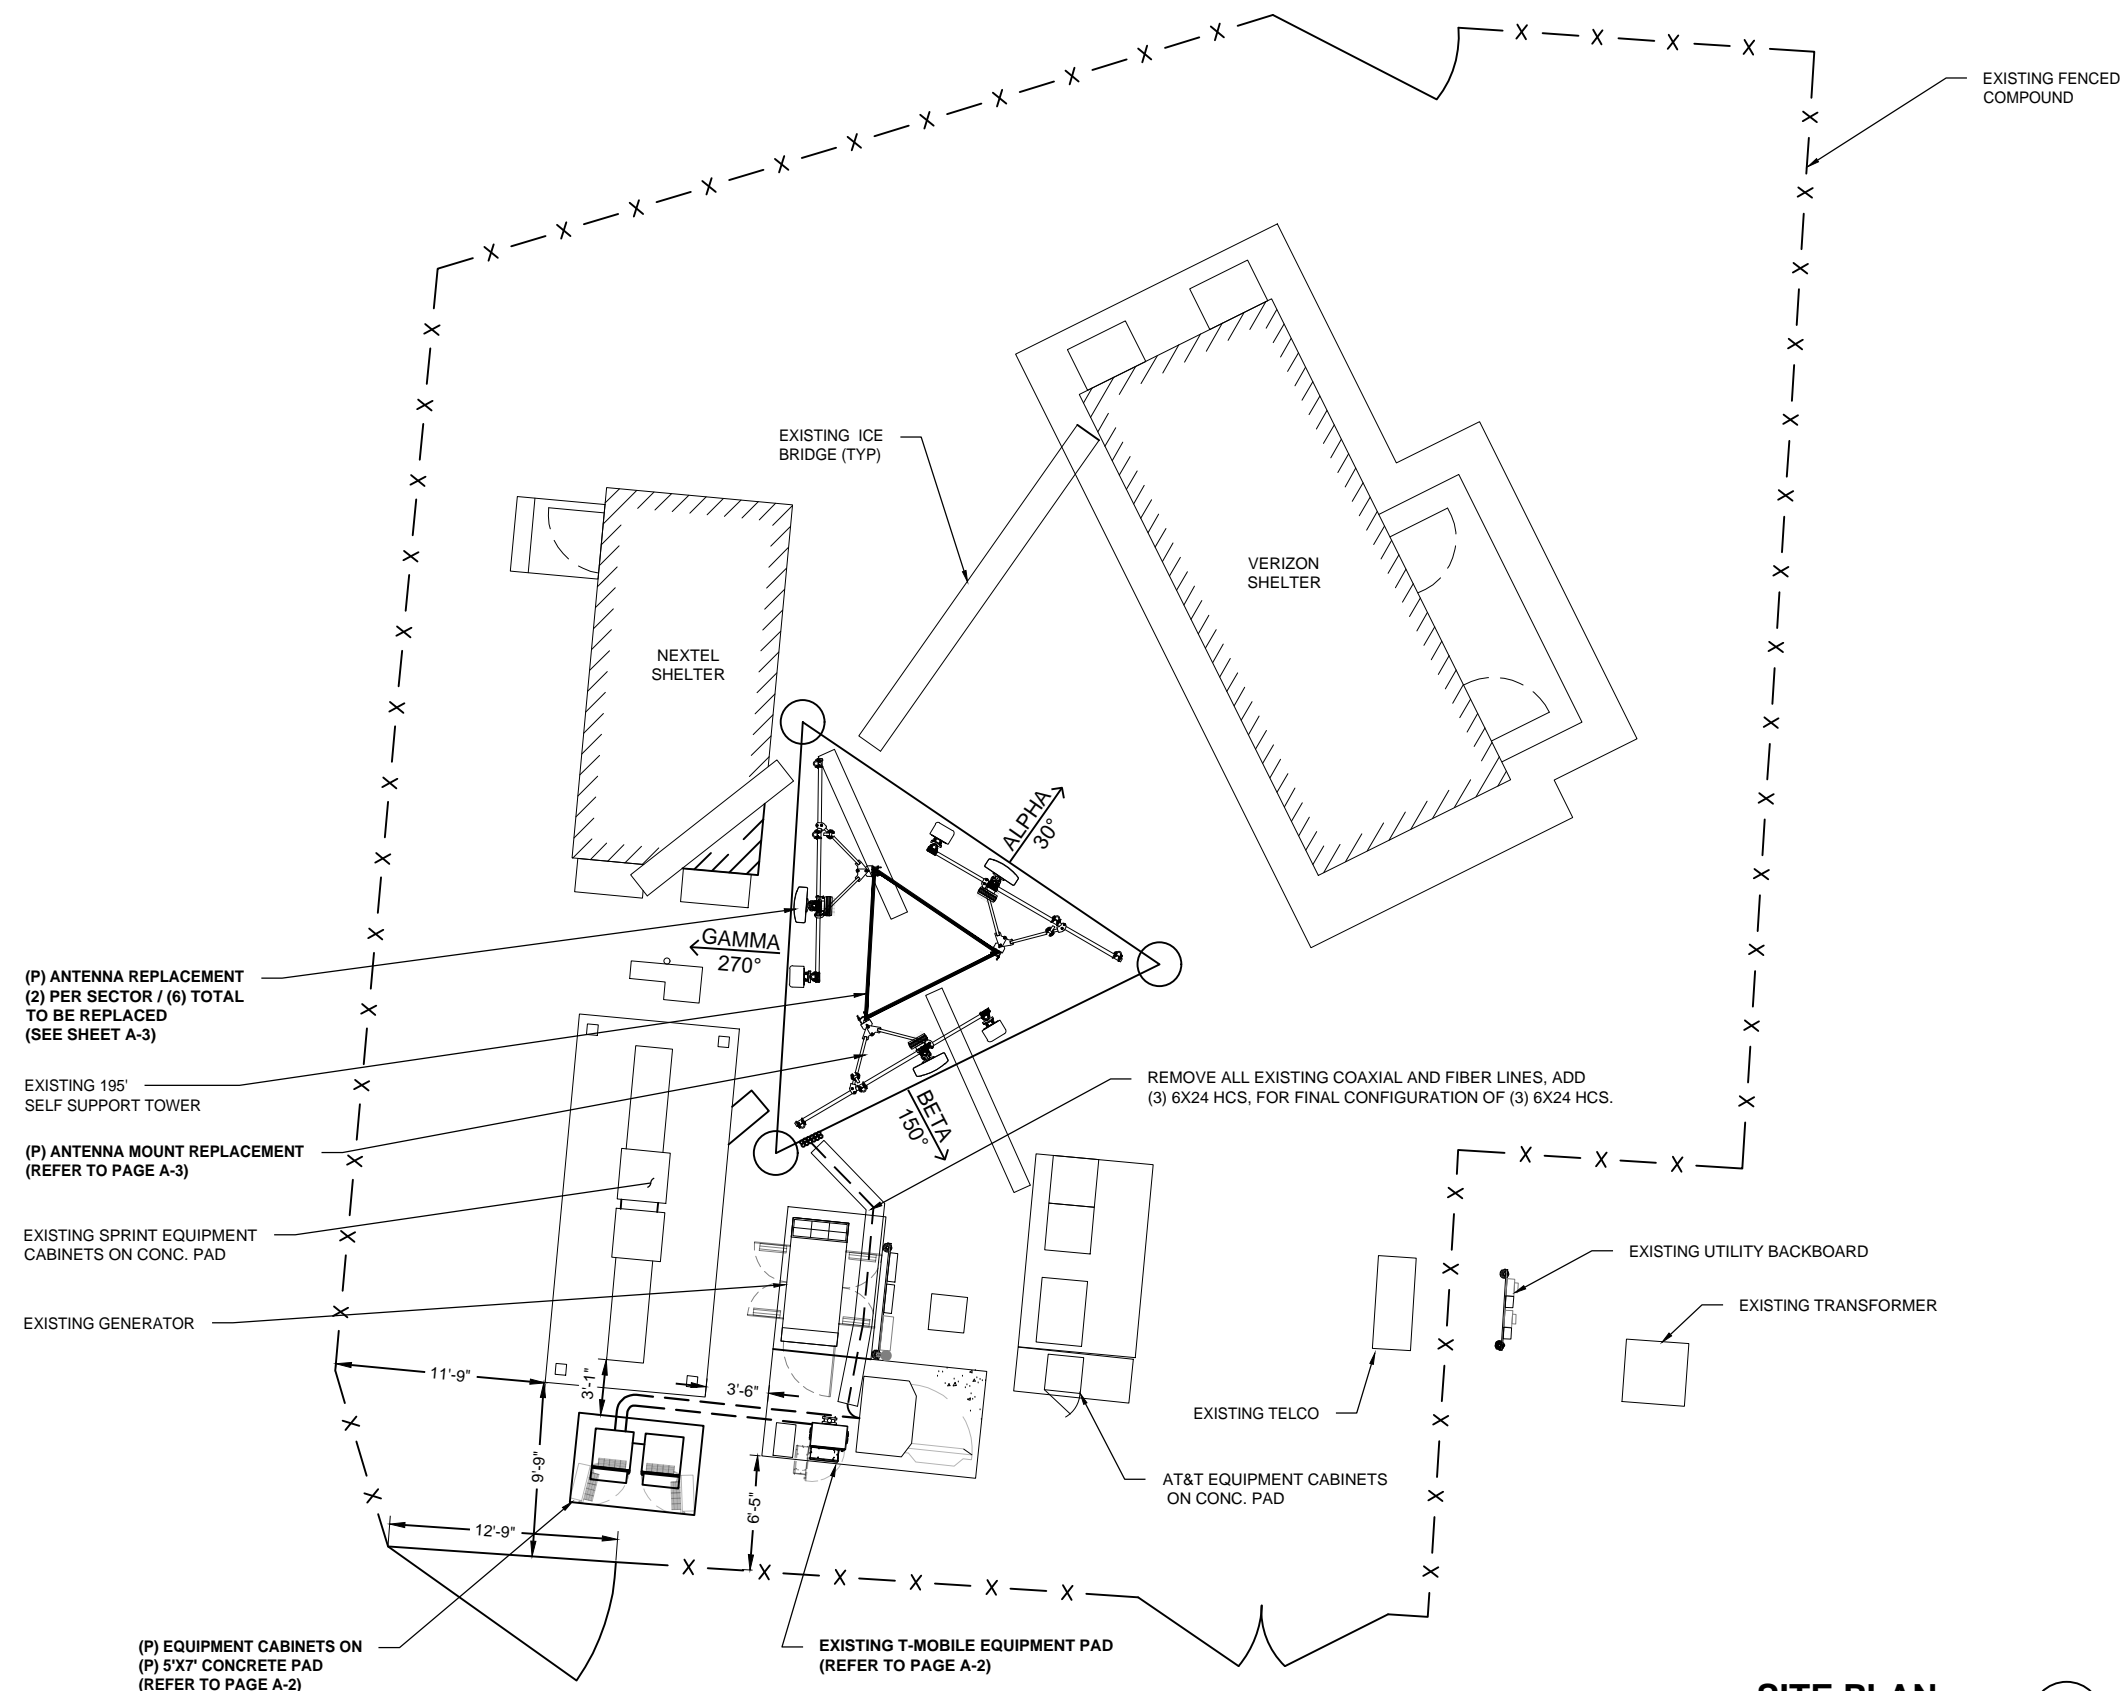 EXISTING FENCED
COMPOUND
EXISTING ICE
BRIDGE (TYP)
VERIZON
SHELTER
NEXTEL
SHELTER
ALPHA
30°
GAMMA
270°
BETA
150°
(P) ANTENNA REPLACEMENT
(2) PER SECTOR / (6) TOTAL
TO BE REPLACED
(SEE SHEET A-3)
EXISTING 195'
SELF SUPPORT TOWER
REMOVE ALL EXISTING COAXIAL AND FIBER LINES, ADD
(3) 6X24 HCS, FOR FINAL CONFIGURATION OF (3) 6X24 HCS.
(P) ANTENNA MOUNT REPLACEMENT
(REFER TO PAGE A-3)
EXISTING SPRINT EQUIPMENT
CABINETS ON CONC. PAD
EXISTING UTILITY BACKBOARD
EXISTING TRANSFORMER
EXISTING GENERATOR
11'-9"
3'-1"
3'-6"
9'-9"
6'-5"
12'-9"
EXISTING TELCO
AT&T EQUIPMENT CABINETS
ON CONC. PAD
(P) EQUIPMENT CABINETS ON
(P) 5'X7' CONCRETE PAD
(REFER TO PAGE A-2)
EXISTING T-MOBILE EQUIPMENT PAD
(REFER TO PAGE A-2)
SITE PLAN